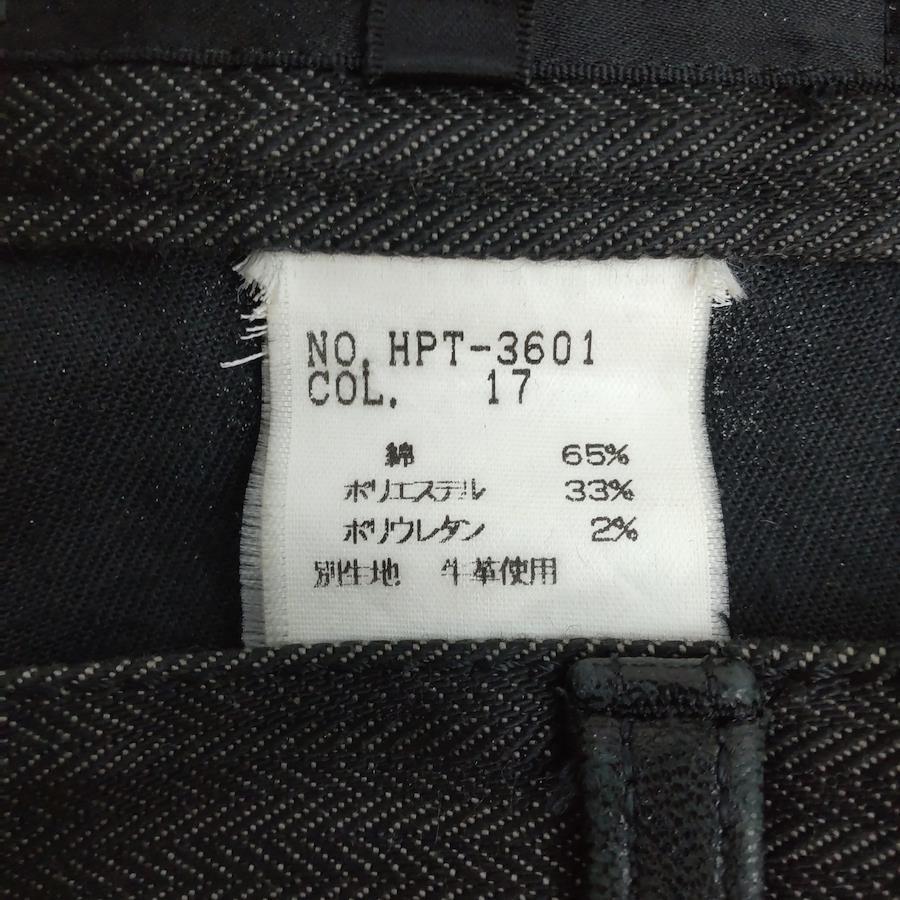 NO. HPT-3601
COL. 17
綿 65%
ポリエステル 33%
ポリウレタン 2%
別生地 牛革使用